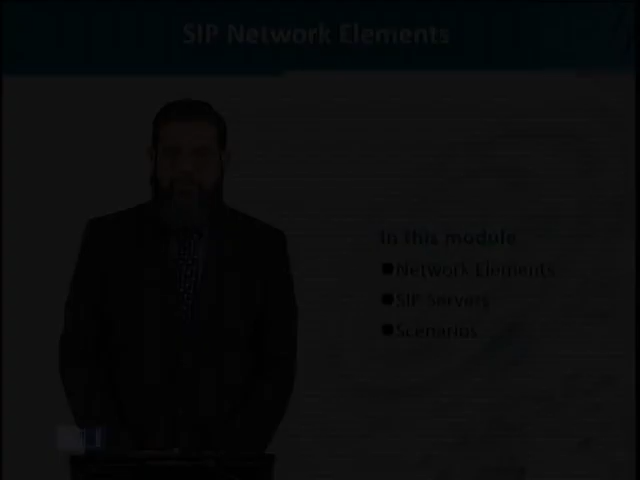 SIP Network Elements
In this module
■Network Elements
■SIP Servers
■Scenarios